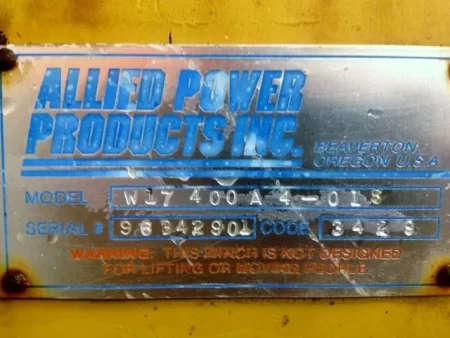 ALLIED POWER
PRODUCTS INC.
BEAVERTON,
OREGON U.S.A
MODEL W17 400 A 4-018
SERIAL # 96342901 CODE 3429
WARNING: THIS WINCH IS NOT DESIGNED
FOR LIFTING OR MOVING PEOPLE.